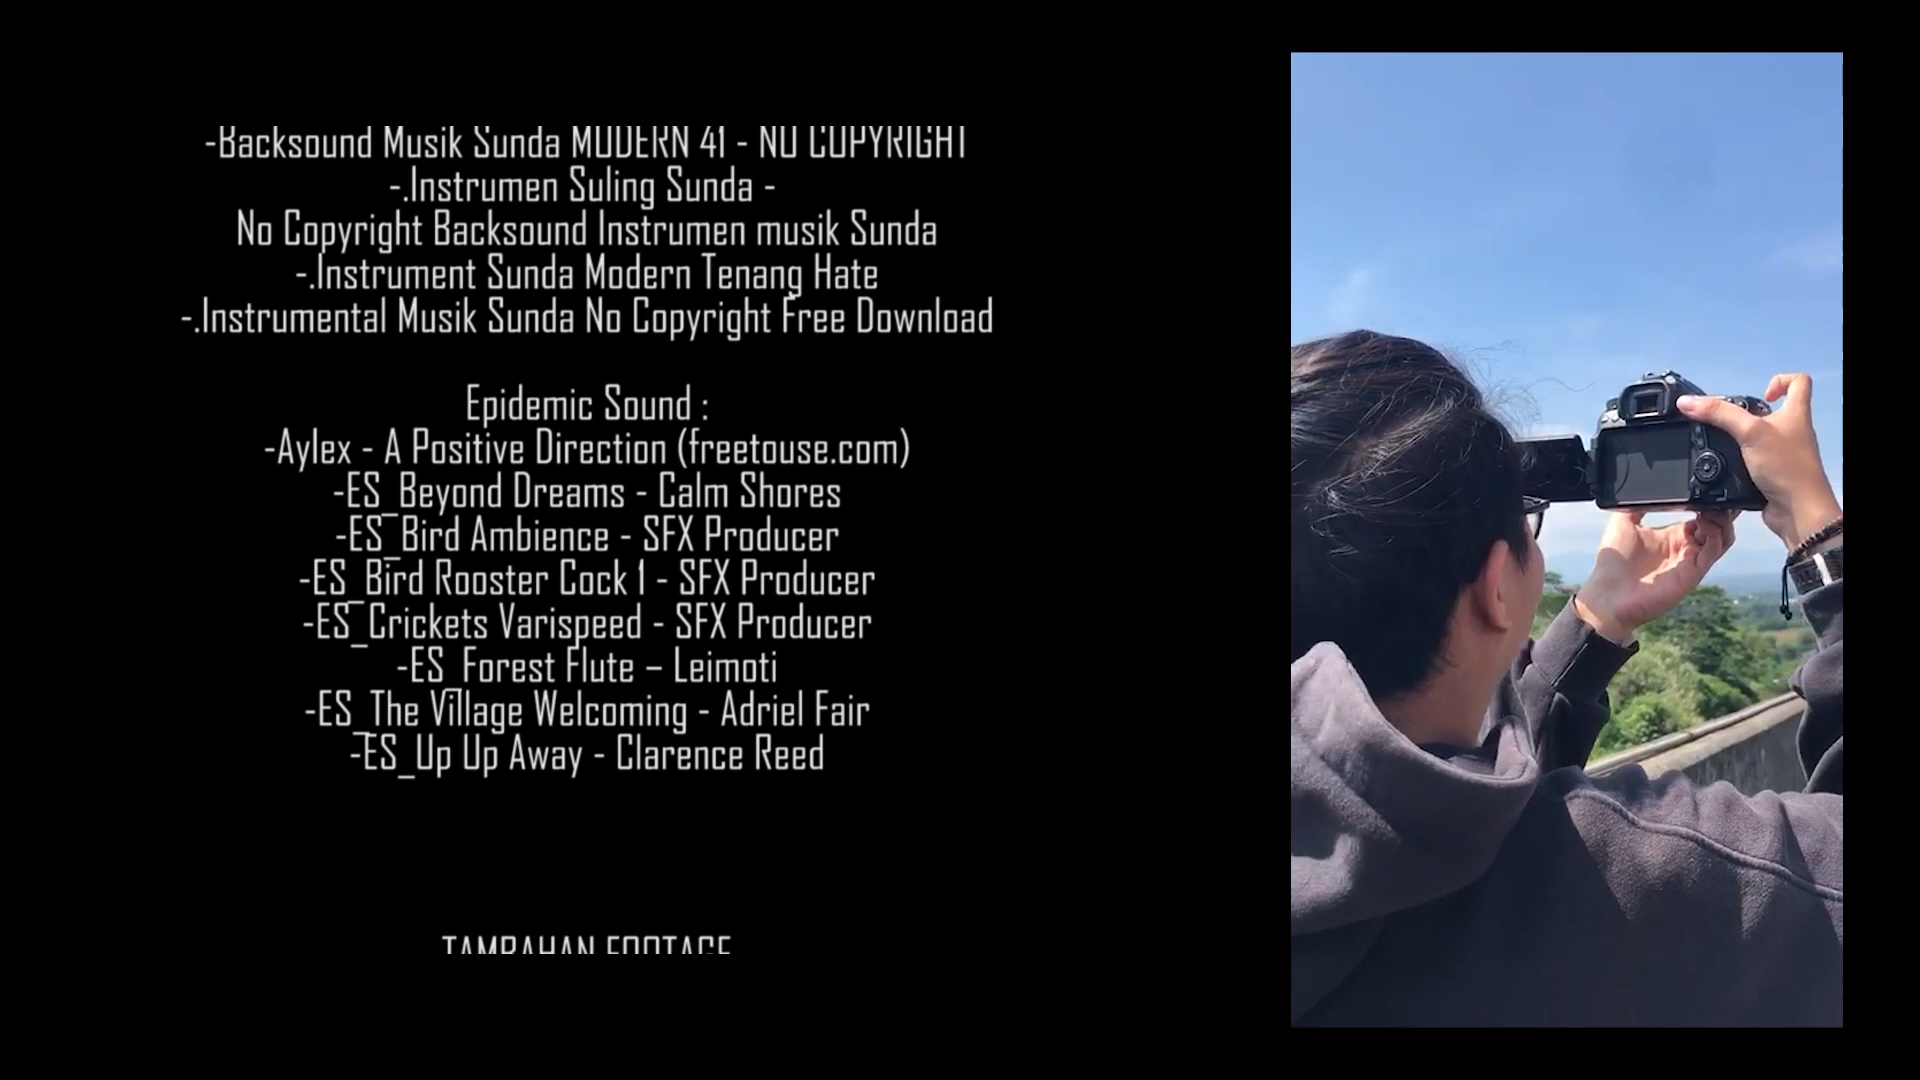 -Backsound Musik Sunda MODERN 41 - NO COPYRIGHT
-.Instrumen Suling Sunda -
No Copyright Backsound Instrumen musik Sunda
-.Instrument Sunda Modern Tenang Hate
-.Instrumental Musik Sunda No Copyright Free Download
Epidemic Sound :
-Aylex - A Positive Direction (freetouse.com)
-ES_Beyond Dreams - Calm Shores
-ES_Bird Ambience - SFX Producer
-ES_Bird Rooster Cock 1 - SFX Producer
-ES_Crickets Varispeed - SFX Producer
-ES_Forest Flute – Leimoti
-ES_The Village Welcoming - Adriel Fair
-ES_Up Up Away - Clarence Reed
TAMBAHAN FOOTAGE